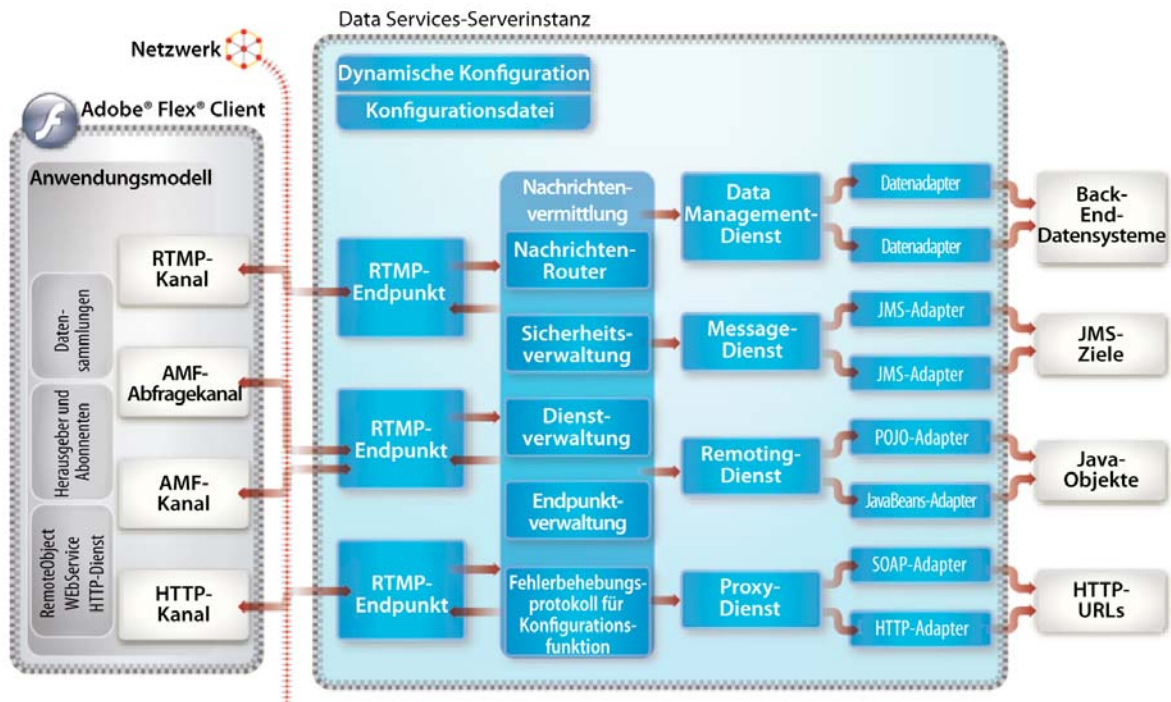 Data Services-Serverinstanz
Netzwerk
Adobe® Flex® Client
Anwendungsmodell
Daten-
sammlungen
Herausgeber und
Abonnenten
RemoteObject
WEbService
HTTP-Dienst
RTMP-
Kanal
AMF-
Abfragekanal
AMF-
Kanal
HTTP-
Kanal
Dynamische Konfiguration
Konfigurationsdatei
RTMP-
Endpunkt
RTMP-
Endpunkt
RTMP-
Endpunkt
Nachrichten-
vermittlung
Nachrichten-
Router
Sicherheits-
verwaltung
Dienst-
verwaltung
Endpunkt-
verwaltung
Fehlerbehebungs-
protokoll für
Konfigurations-
funktion
Data
Management-
Dienst
Message-
Dienst
Remoting-
Dienst
Proxy-
Dienst
Datenadapter
Datenadapter
JMS-Adapter
JMS-Adapter
POJO-Adapter
JavaBeans-Adapter
SOAP-Adapter
HTTP-Adapter
Back-
End-
Datensysteme
JMS-
Ziele
Java-
Objekte
HTTP-
URLs